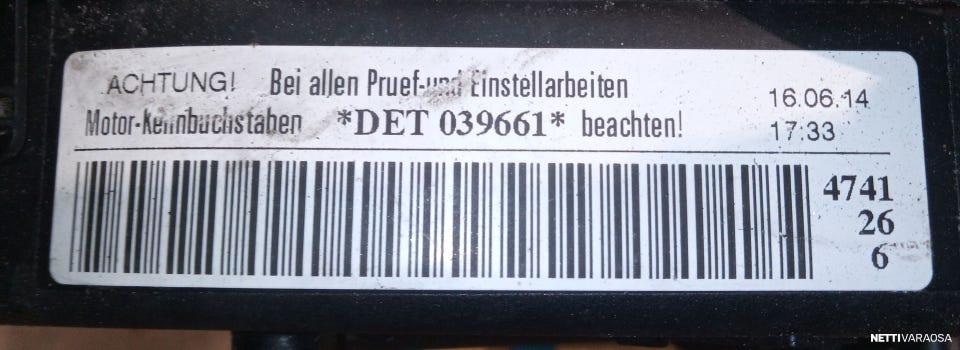 ACHTUNG! Bei allen Pruef-und Einstellarbeiten
Motor-Kennbuchstaben *DET 039661* beachten!
16.06.14
17:33
4741
26
6
NETTIVARAOSA